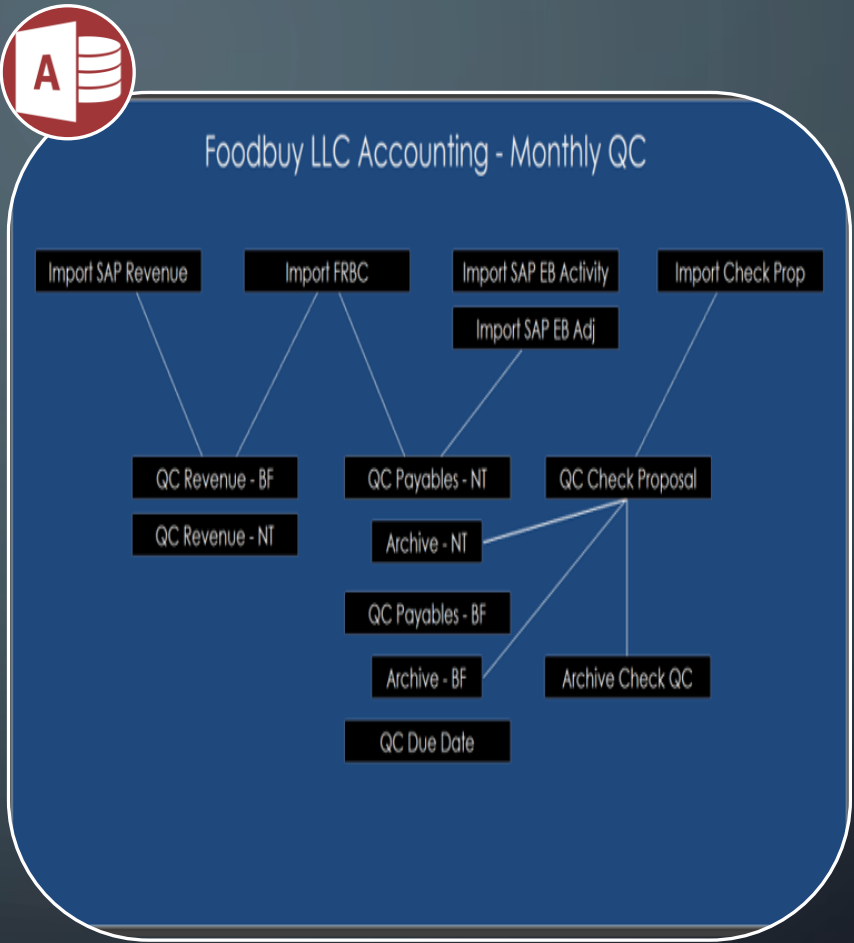 A
Foodbuy LLC Accounting - Monthly QC
Import SAP Revenue
Import FRBC
Import SAP EB Activity
Import Check Prop
Import SAP EB Adj
QC Revenue - BF
QC Payables - NT
QC Check Proposal
QC Revenue - NT
Archive - NT
QC Payables - BF
Archive - BF
Archive Check QC
QC Due Date